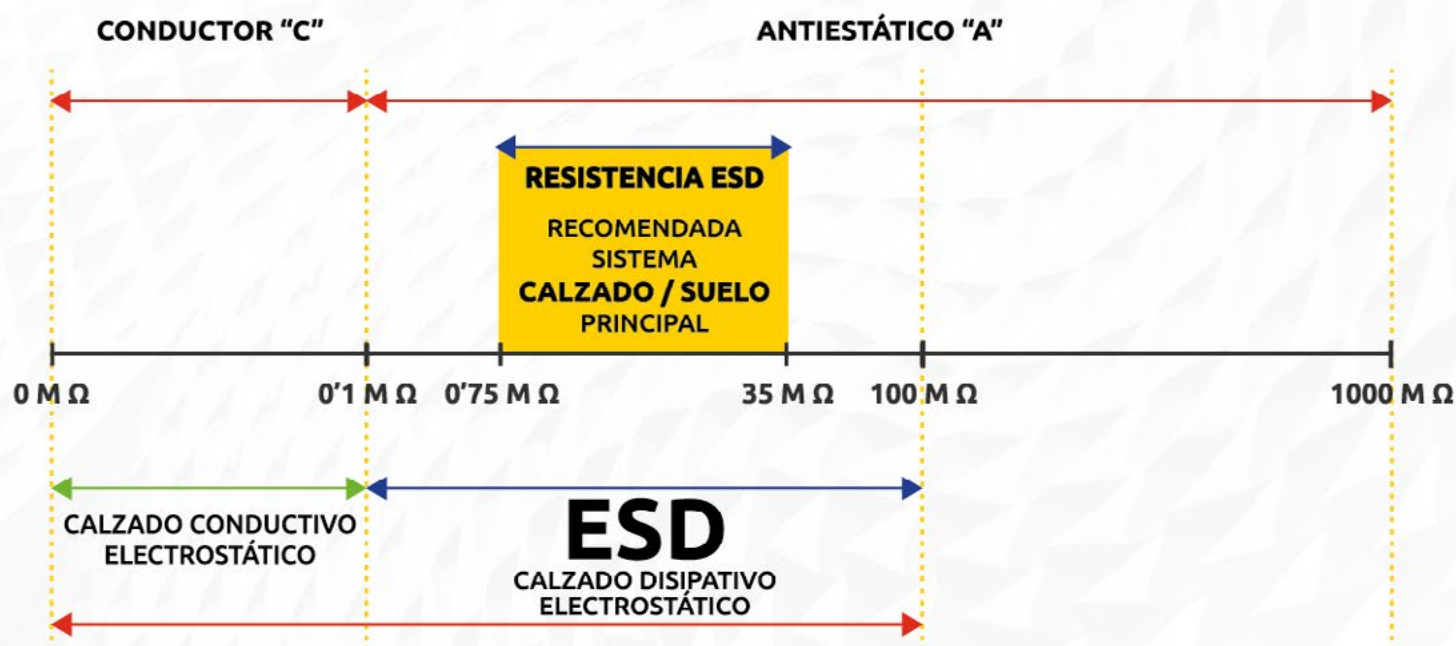 CONDUCTOR “C”
ANTIESTÁTICO “A”
RESISTENCIA ESD
RECOMENDADA
SISTEMA
CALZADO / SUELO
PRINCIPAL
0 M Ω
0’1 M Ω
0’75 M Ω
35 M Ω
100 M Ω
1000 M Ω
CALZADO CONDUCTIVO
ELECTROSTÁTICO
ESD
CALZADO DISIPATIVO
ELECTROSTÁTICO